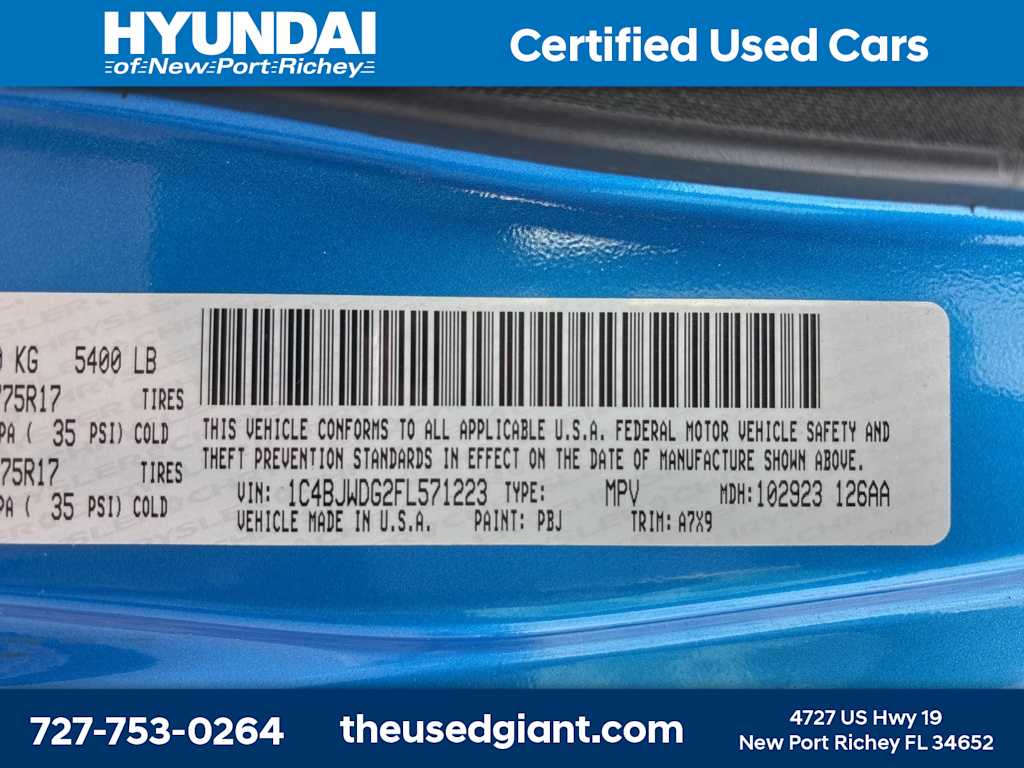 HYUNDAI
of New Port Richey
Certified Used Cars
KG 5400 LB
75R17 TIRES
PA ( 35 PSI) COLD
75R17 TIRES
PA ( 35 PSI) COLD
THIS VEHICLE CONFORMS TO ALL APPLICABLE U.S.A. FEDERAL MOTOR VEHICLE SAFETY AND
THEFT PREVENTION STANDARDS IN EFFECT ON THE DATE OF MANUFACTURE SHOWN ABOVE.
VIN: 1C4BJWDG2FL571223 TYPE: MPV MDH:102923 126AA
VEHICLE MADE IN U.S.A. PAINT: PBJ TRIM: A7X9
727-753-0264
theusedgiant.com
4727 US Hwy 19
New Port Richey FL 34652